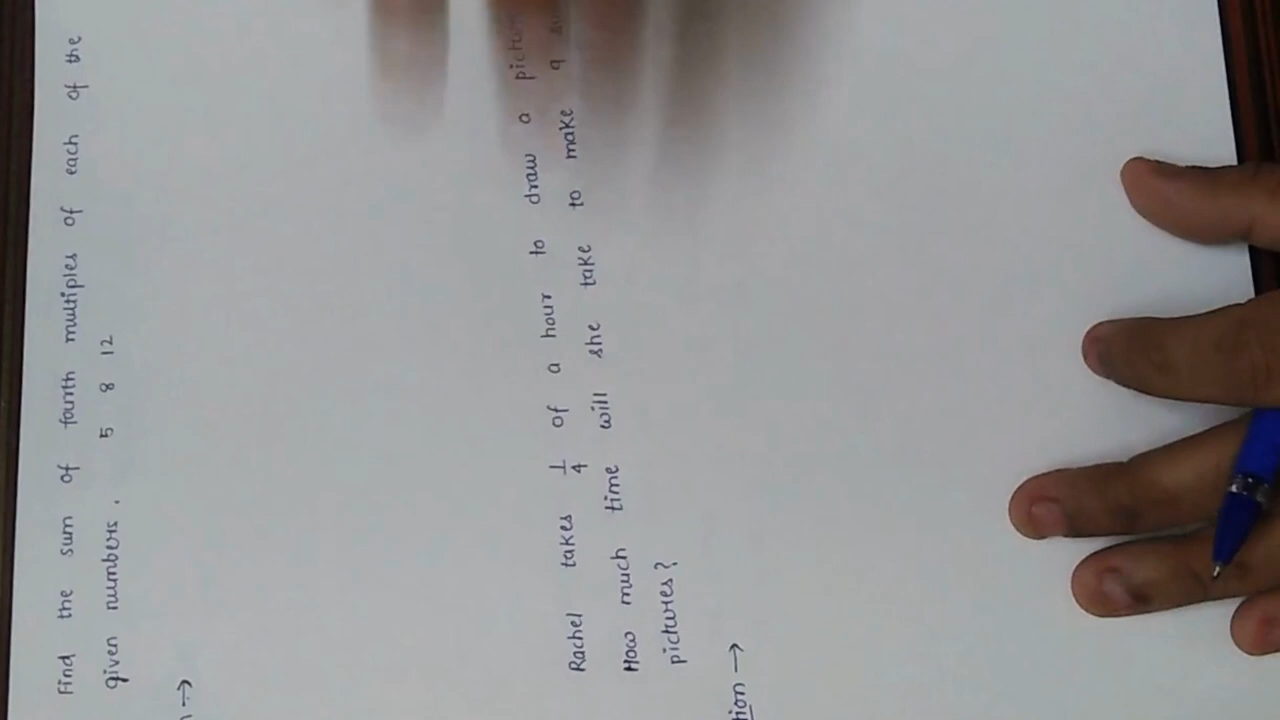 Find the sum of fourth multiples of each of the
given numbers. 5 8 12
Rachel takes 1/4 of a hour to draw a
How much time will she take to make 9
pictures?